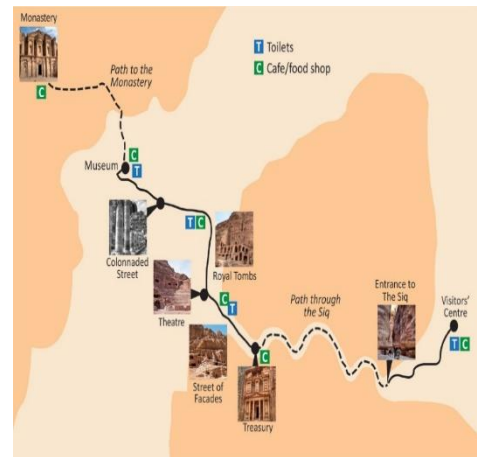 Monastery
C
Path to the
Monastery
T Toilets
C Cafe/food shop
Museum
C
T
Colonnaded
Street
T C
Royal Tombs
Theatre
C
T
Street of
Facades
C
Treasury
Path through
the Siq
Entrance to
The Siq
Visitors'
Centre
T C